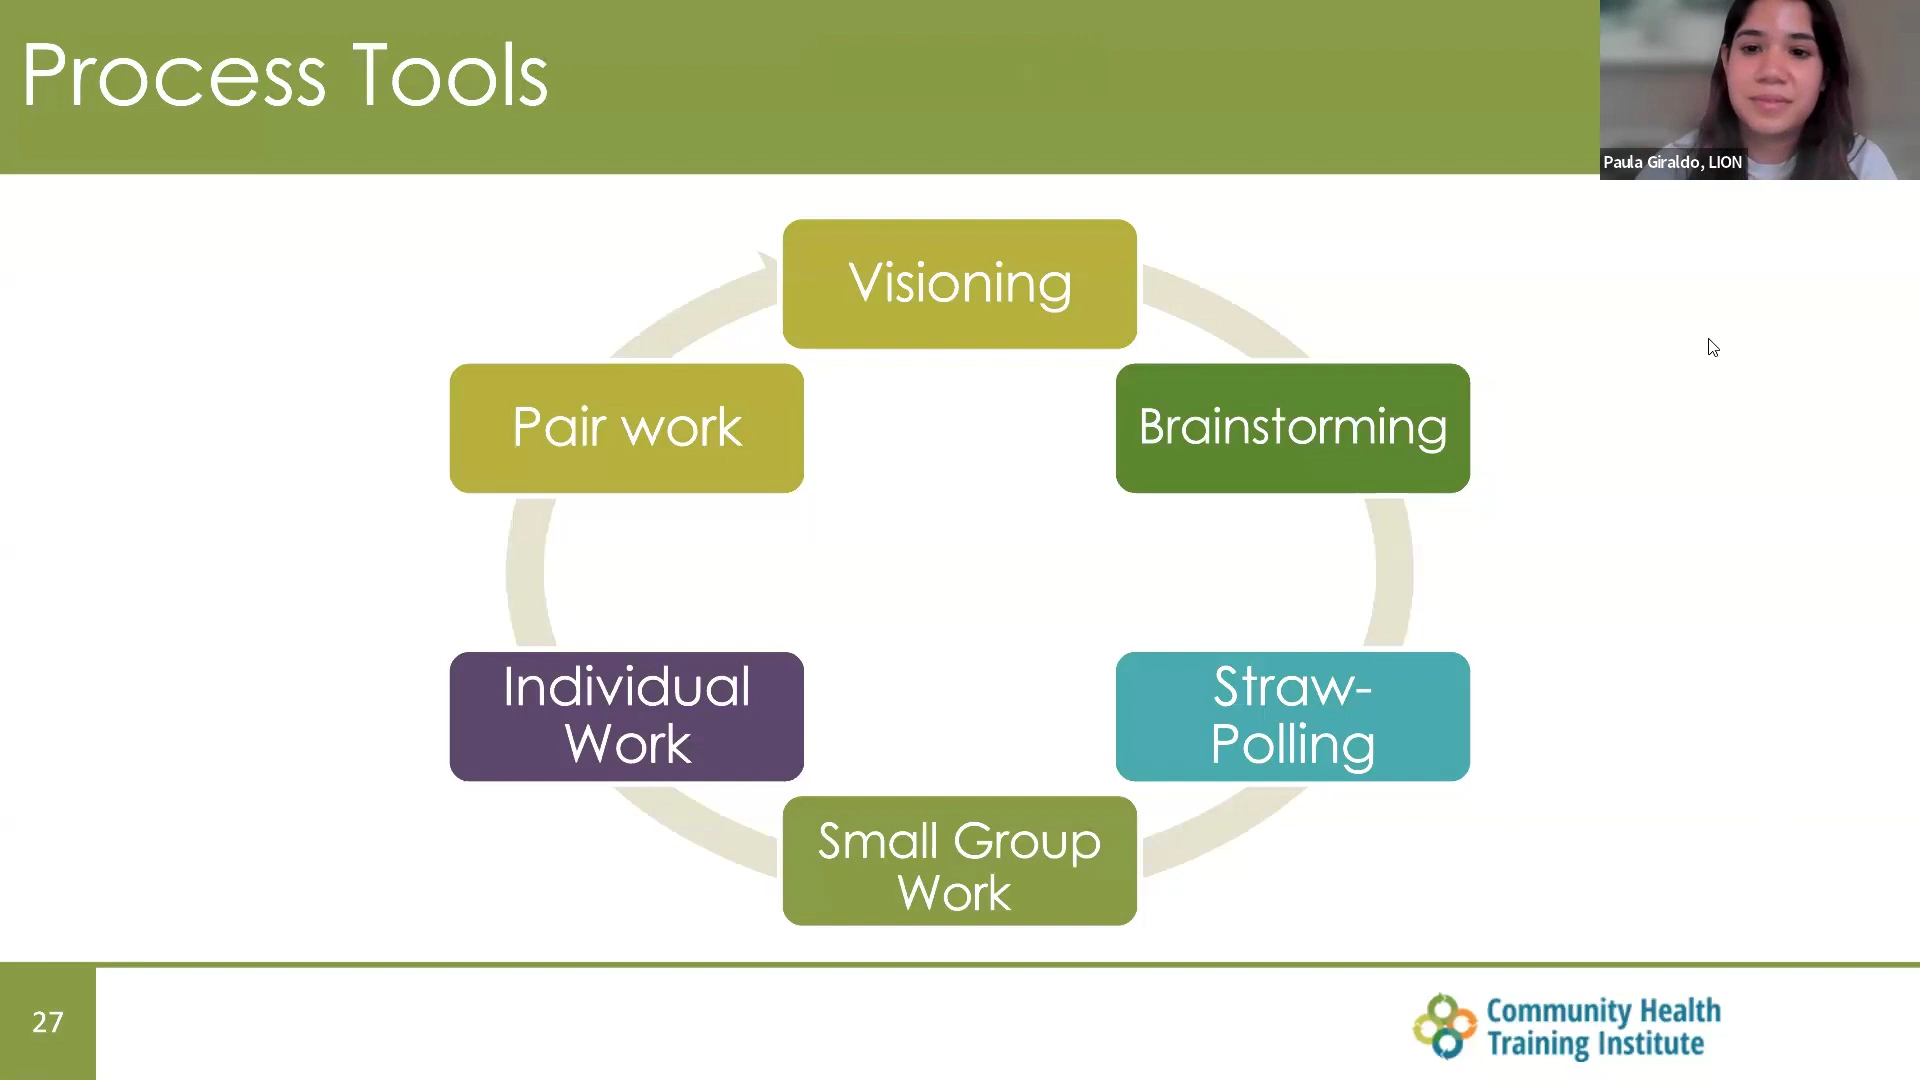 Process Tools
Paula Giraldo, LION
Visioning
Pair work
Brainstorming
Individual
Work
Straw-
Polling
Small Group
Work
27
Community Health
Training Institute